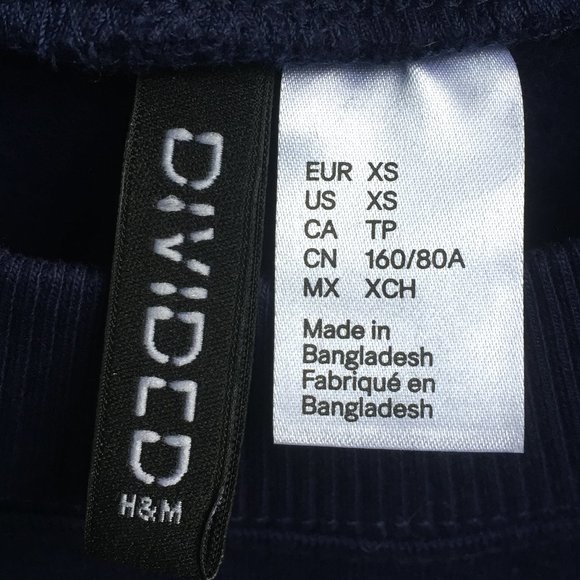 DIVIDED
H&M
EUR XS
US XS
CA TP
CN 160/80A
MX XCH
Made in
Bangladesh
Fabriqué en
Bangladesh